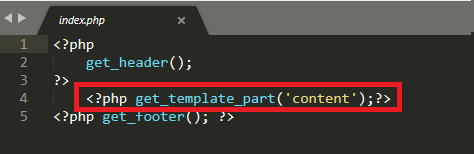 index.php
1 <?php
2 get_header();
3 ?>
4 <?php get_template_part('content');?>
5 <?php get_footer(); ?>